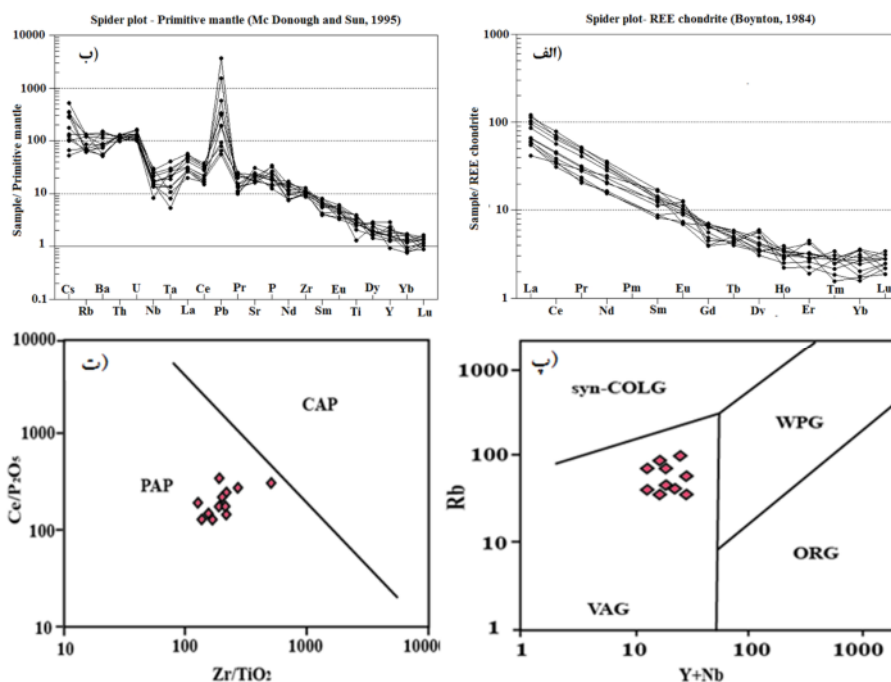 Spider plot - Primitive mantle (Mc Donough and Sun, 1995)
ب)
Sample/ Primitive mantle
10000
1000
100
10
1
0.1
Cs Ba U Ta Ce Pr P Zr Eu Dy Yb
Rb Th Nb La Pb Sr Nd Sm Ti Y Lu
Spider plot- REE chondrite (Boynton, 1984)
الف)
Sample/ REE chondrite
1000
100
10
1
La Pr Pm Eu Tb Ho Tm Lu
Ce Nd Sm Gd Dy Er Yb
ت)
Ce/P₂O₅
10000
1000
100
10
CAP
PAP
10 100 1000 10000
Zr/TiO₂
پ)
Rb
1000
100
10
1
syn-COLG
WPG
ORG
VAG
1 10 100 1000
Y+Nb